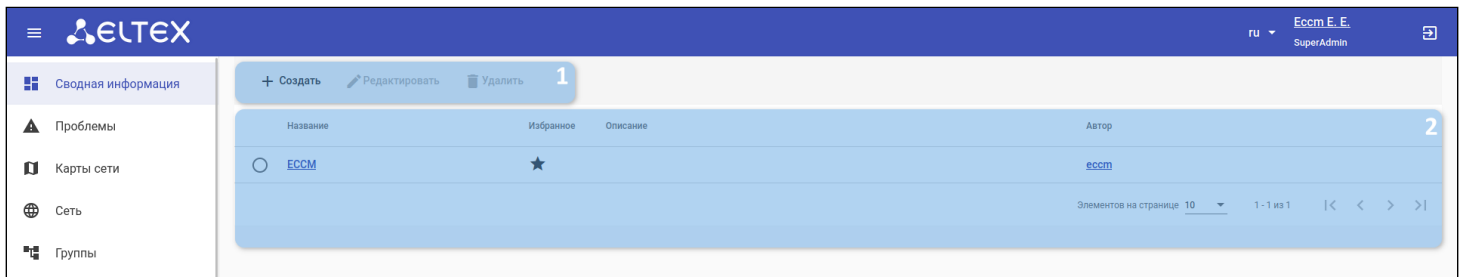 ELTEX
ru
Eccm E. E.
SuperAdmin
Сводная информация
Проблемы
Карты сети
Сеть
Группы
Создать Редактировать Удалить 1
Название Избранное Описание Автор 2
ECCM eccm
Элементов на странице 10 1 - 1 из 1